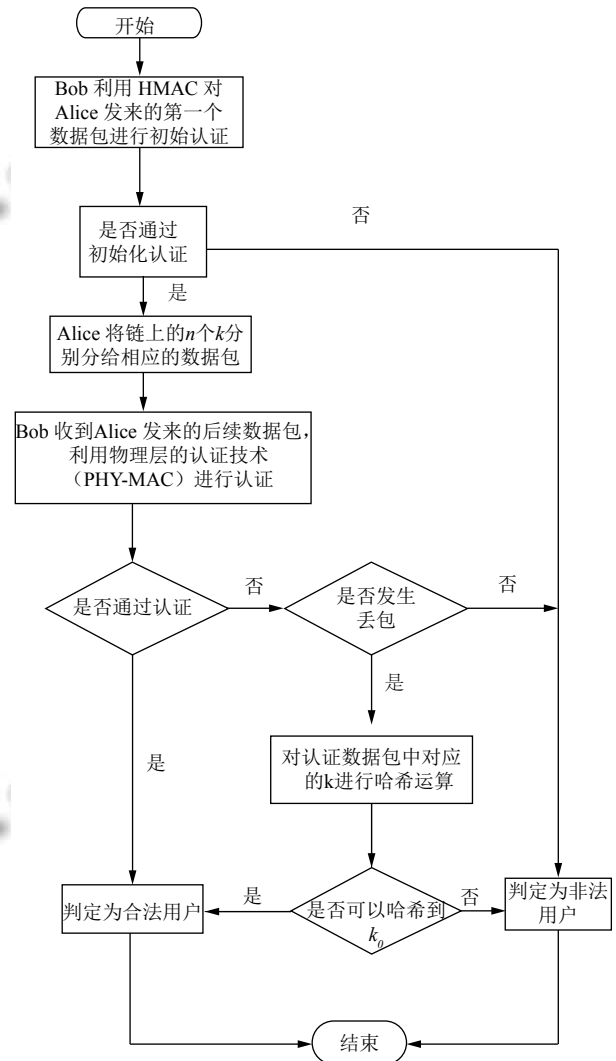 开始
Bob 利用 HMAC 对
Alice 发来的第一个
数据包进行初始认证
是否通过
初始化认证
否
是
Alice 将链上的n个k分
别分给相应的数据包
Bob 收到Alice 发来的后续数据包，
利用物理层的认证技术
（PHY-MAC）进行认证
是否通过认证
否
是否发生
丢包
否
是
是
对认证数据包中对应
的k进行哈希运算
判定为合法用户
是
是否可以哈希到
k0
否
判定为非法
用户
结束